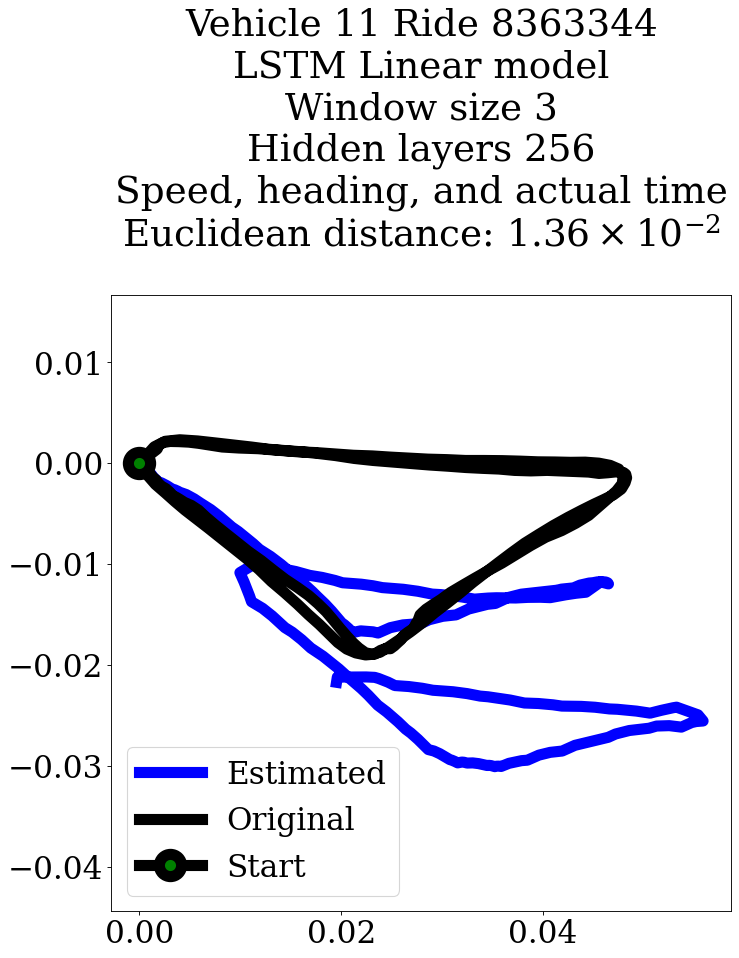 Vehicle 11 Ride 8363344
LSTM Linear model
Window size 3
Hidden layers 256
Speed, heading, and actual time
Euclidean distance: 1.36 × 10⁻²
0.01
0.00
−0.01
−0.02
−0.03
−0.04
Estimated
Original
Start
0.00 0.02 0.04